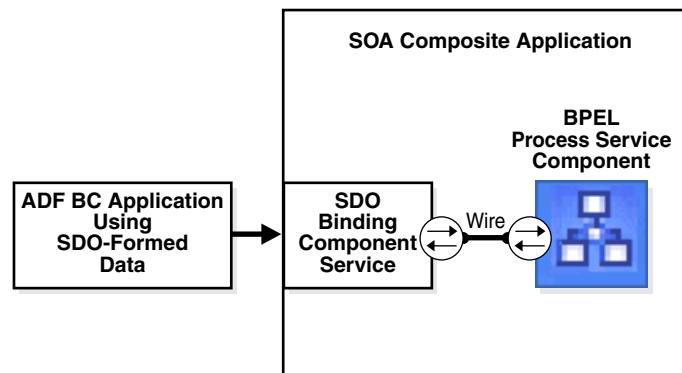 SOA Composite Application
BPEL
Process Service
Component
ADF BC Application
Using
SDO-Formed
Data
SDO
Binding
Component
Service
Wire